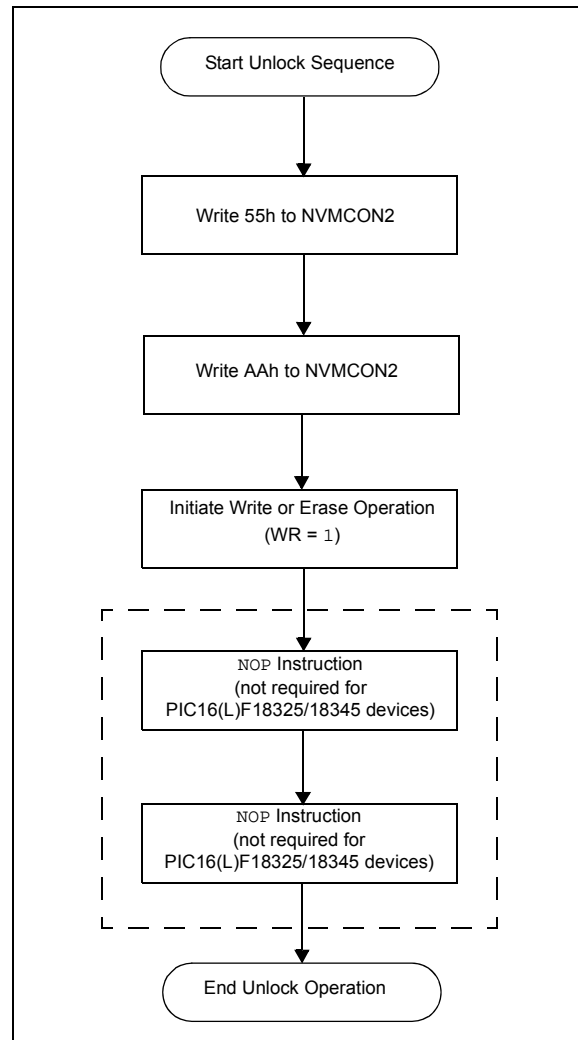 Start Unlock Sequence
Write 55h to NVMCON2
Write AAh to NVMCON2
Initiate Write or Erase Operation
(WR = 1)
NOP Instruction
(not required for
PIC16(L)F18325/18345 devices)
NOP Instruction
(not required for
PIC16(L)F18325/18345 devices)
End Unlock Operation